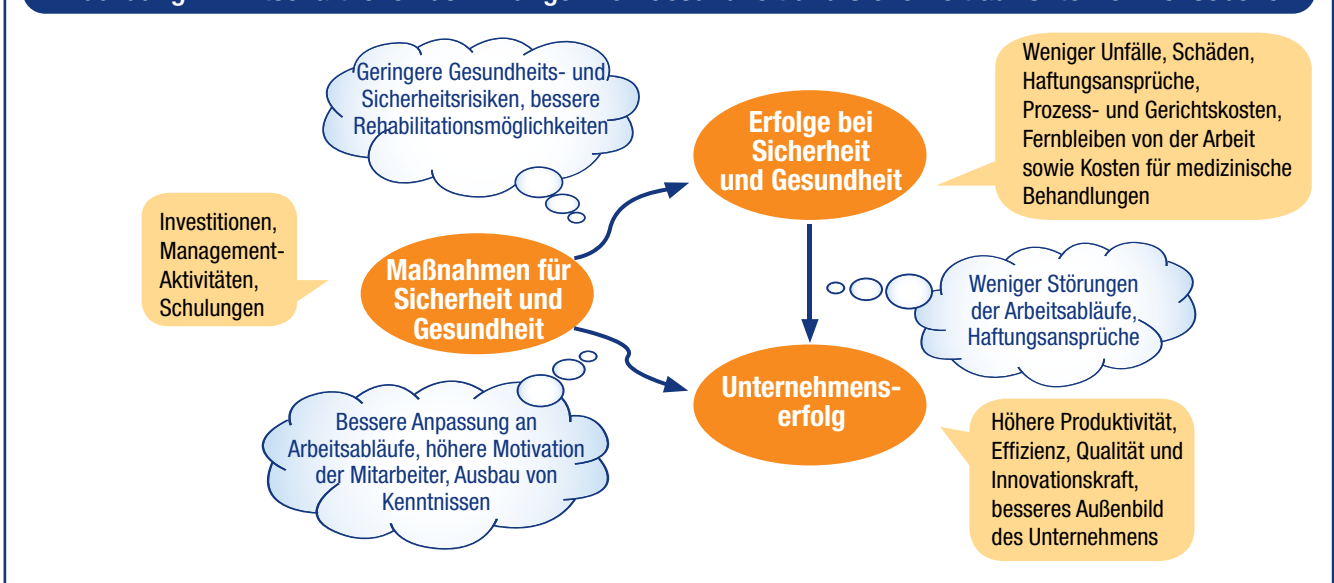 Geringere Gesundheits- und
Sicherheitsrisiken, bessere
Rehabilitationsmöglichkeiten
Weniger Unfälle, Schäden,
Haftungsansprüche,
Prozess- und Gerichtskosten,
Fernbleiben von der Arbeit
sowie Kosten für medizinische
Behandlungen
Erfolge bei
Sicherheit
und Gesundheit
Investitionen,
Management-
Aktivitäten,
Schulungen
Maßnahmen für
Sicherheit und
Gesundheit
Weniger Störungen
der Arbeitsabläufe,
Haftungsansprüche
Unternehmens-
erfolg
Bessere Anpassung an
Arbeitsabläufe, höhere Motivation
der Mitarbeiter, Ausbau von
Kenntnissen
Höhere Produktivität,
Effizienz, Qualität und
Innovationskraft,
besseres Außenbild
des Unternehmens